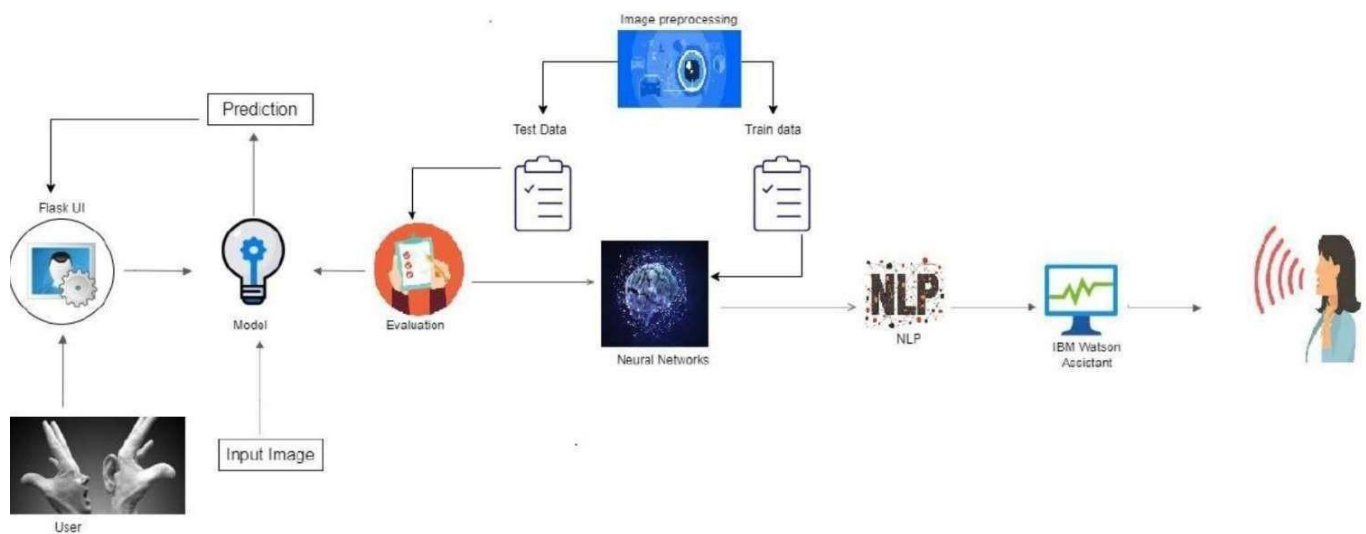 Image preprocessing
Prediction
Test Data
Train data
Flask UI
Model
Evaluation
Neural Networks
NLP
NLP
IBM Watson
Assistant
Input Image
User